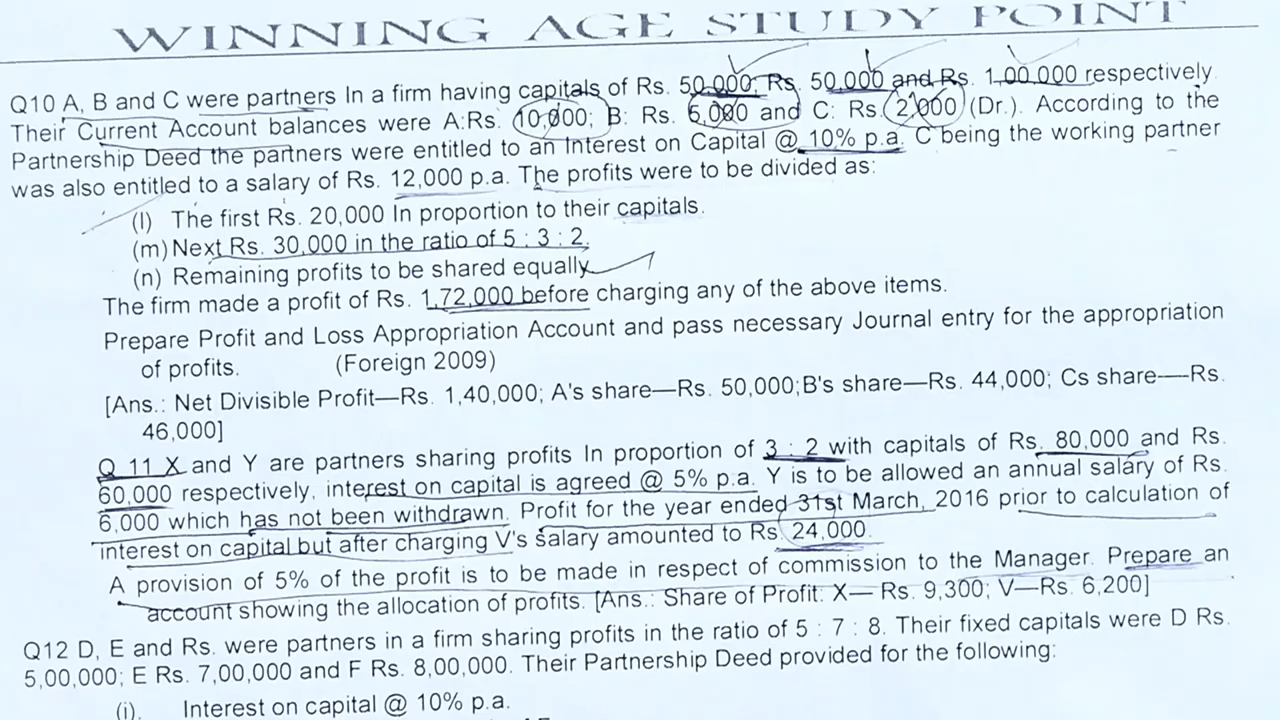 WINNING AGE STUDY POINT
Q10 A, B and C were partners In a firm having capitals of Rs. 50,000; Rs. 50,000 and Rs. 1,00,000 respectively.
Their Current Account balances were A:Rs. 10,000; B: Rs. 6,000 and C: Rs. 2,000 (Dr.). According to the
Partnership Deed the partners were entitled to an Interest on Capital @ 10% p.a. C being the working partner
was also entitled to a salary of Rs. 12,000 p.a. The profits were to be divided as:
(l) The first Rs. 20,000 In proportion to their capitals.
(m) Next Rs. 30,000 in the ratio of 5 : 3 : 2.
(n) Remaining profits to be shared equally.
The firm made a profit of Rs. 1,72,000 before charging any of the above items.
Prepare Profit and Loss Appropriation Account and pass necessary Journal entry for the appropriation
of profits. (Foreign 2009)
[Ans.: Net Divisible Profit—Rs. 1,40,000; A's share—Rs. 50,000;B's share—Rs. 44,000; Cs share—-Rs.
46,000]
Q 11 X and Y are partners sharing profits In proportion of 3 : 2 with capitals of Rs. 80,000 and Rs.
60,000 respectively, interest on capital is agreed @ 5% p.a. Y is to be allowed an annual salary of Rs.
6,000 which has not been withdrawn. Profit for the year ended 31st March, 2016 prior to calculation of
interest on capital but after charging V's salary amounted to Rs. 24,000.
A provision of 5% of the profit is to be made in respect of commission to the Manager. Prepare an
account showing the allocation of profits. [Ans.: Share of Profit: X— Rs. 9,300; V—Rs. 6,200]
Q12 D, E and Rs. were partners in a firm sharing profits in the ratio of 5 : 7 : 8. Their fixed capitals were D Rs.
5,00,000; E Rs. 7,00,000 and F Rs. 8,00,000. Their Partnership Deed provided for the following:
(i). Interest on capital @ 10% p.a.